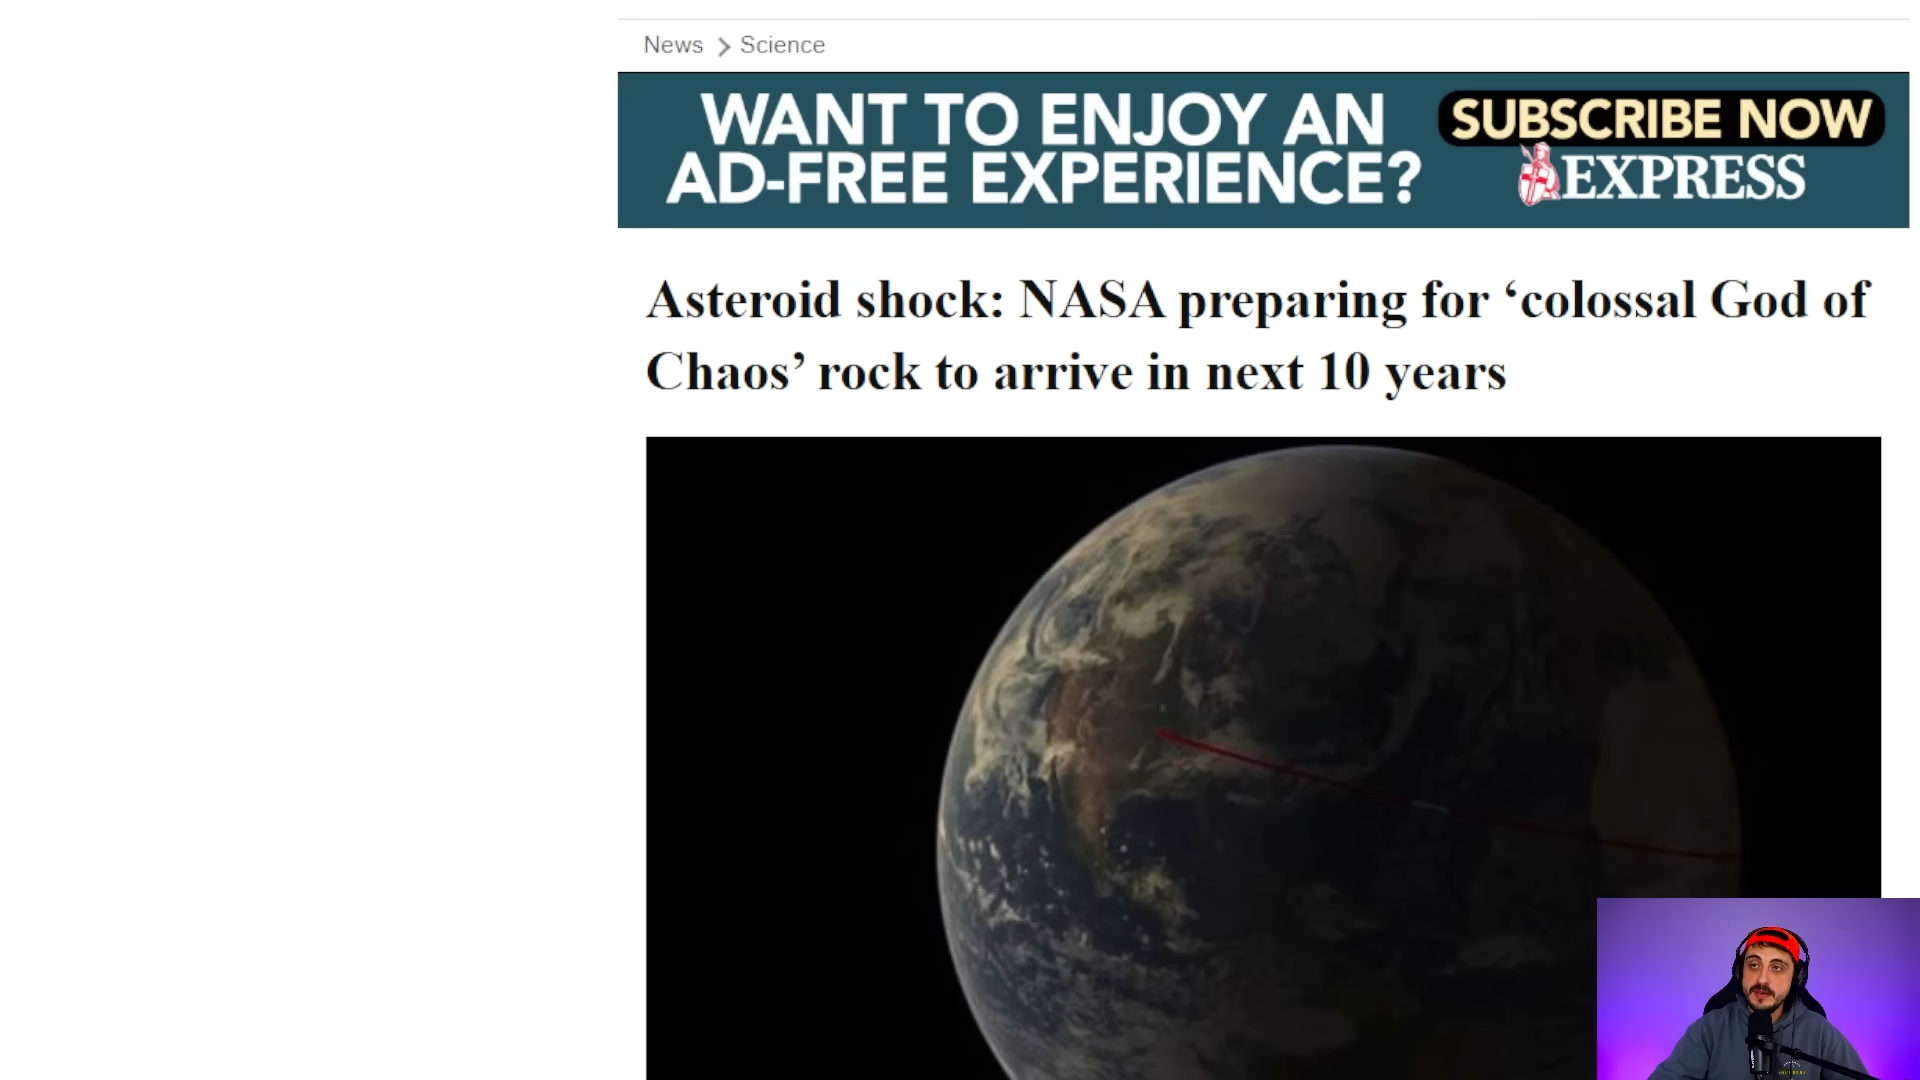 News > Science
WANT TO ENJOY AN
AD-FREE EXPERIENCE?
SUBSCRIBE NOW
EXPRESS
Asteroid shock: NASA preparing for ‘colossal God of
Chaos’ rock to arrive in next 10 years